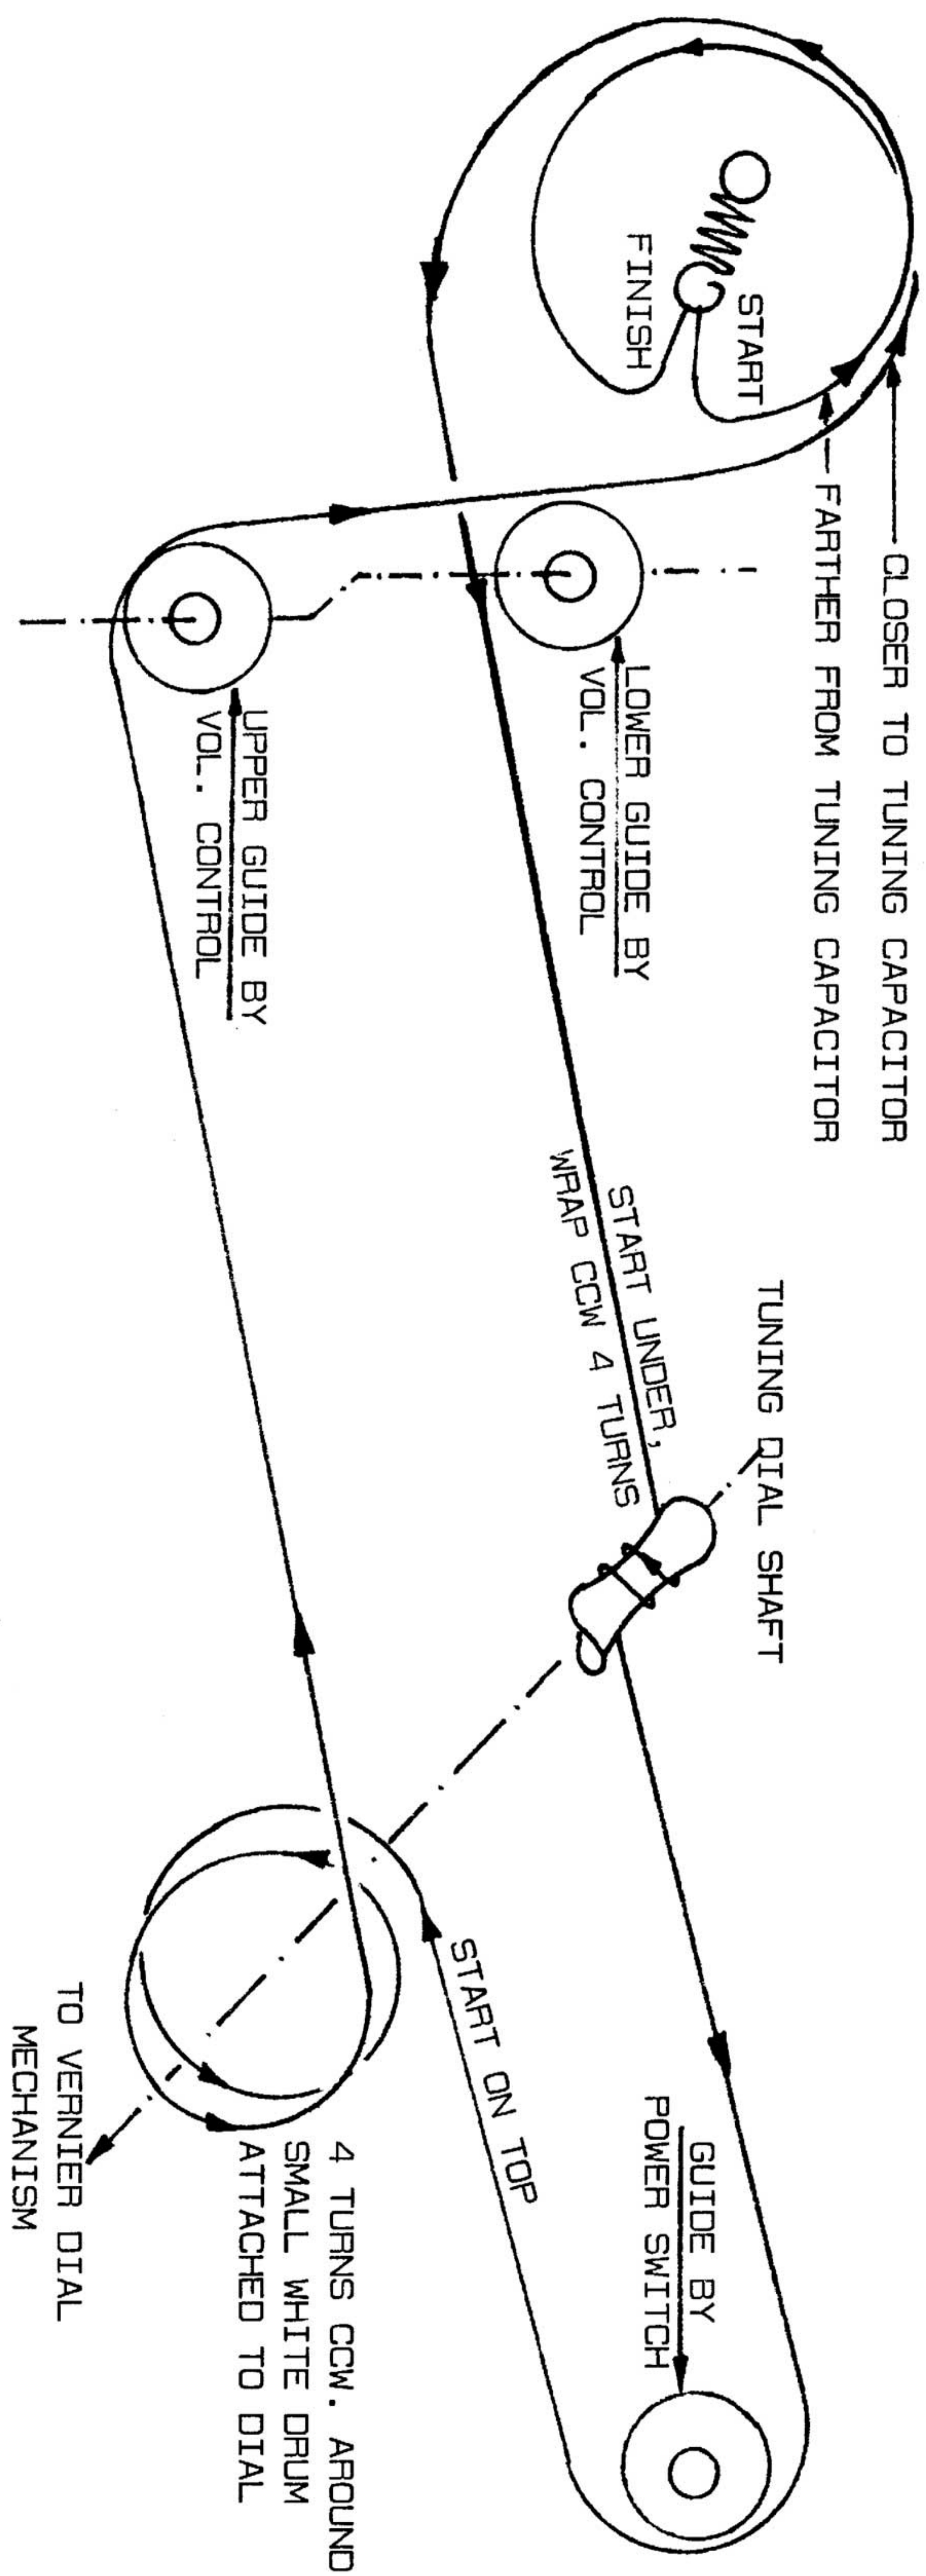 CLOSER TO TUNING CAPACITOR
FARTHER FROM TUNING CAPACITOR
START
FINISH
LOWER GUIDE BY
VOL. CONTROL
UPPER GUIDE BY
VOL. CONTROL
TUNING DIAL SHAFT
START UNDER,
WRAP CCW 4 TURNS
START ON TOP
GUIDE BY
POWER SWITCH
4 TURNS CCW. AROUND
SMALL WHITE DRUM
ATTACHED TO DIAL
TO VERNIER DIAL
MECHANISM